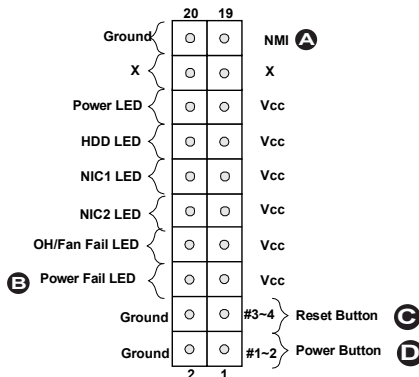 20 19
Ground NMI A
X X
Power LED Vcc
HDD LED Vcc
NIC1 LED Vcc
NIC2 LED Vcc
OH/Fan Fail LED Vcc
B Power Fail LED Vcc
Ground #3~4 Reset Button C
Ground #1~2 Power Button D
2 1